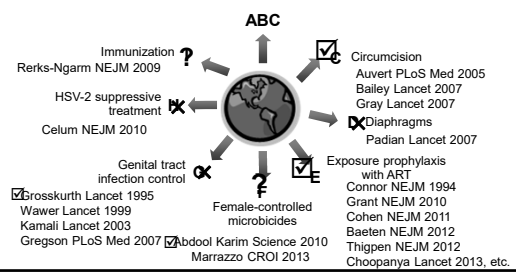 ABC
Immunization ?
Rerks-Ngarm NEJM 2009
C Circumcision
Auvert PLoS Med 2005
Bailey Lancet 2007
Gray Lancet 2007
HSV-2 suppressive
treatment H
Celum NEJM 2010
D Diaphragms
Padian Lancet 2007
Genital tract
infection control G
Grosskurth Lancet 1995
Wawer Lancet 1999
Kamali Lancet 2003
Gregson PLoS Med 2007
? F
Female-controlled
microbicides
Abdool Karim Science 2010
Marrazzo CROI 2013
E Exposure prophylaxis
with ART
Connor NEJM 1994
Grant NEJM 2010
Cohen NEJM 2011
Baeten NEJM 2012
Thigpen NEJM 2012
Choopanya Lancet 2013, etc.